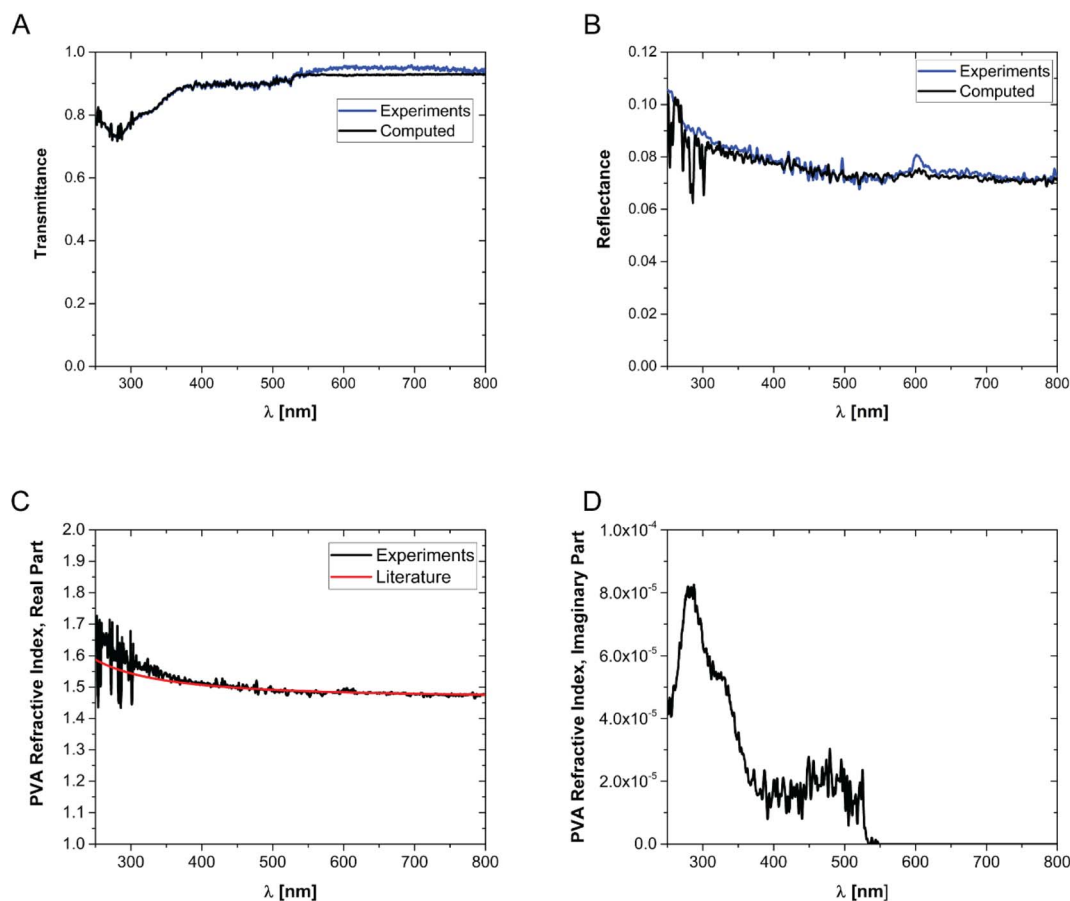 A
Transmittance
1.0
0.8
0.6
0.4
0.2
0.0
Experiments
Computed
300 400 500 600 700 800
λ [nm]
B
Reflectance
0.12
0.10
0.08
0.06
0.04
0.02
0.00
Experiments
Computed
300 400 500 600 700 800
λ [nm]
C
PVA Refractive Index, Real Part
2.0
1.9
1.8
1.7
1.6
1.5
1.4
1.3
1.2
1.1
1.0
Experiments
Literature
300 400 500 600 700 800
λ [nm]
D
PVA Refractive Index, Imaginary Part
1.0x10⁻⁴
8.0x10⁻⁵
6.0x10⁻⁵
4.0x10⁻⁵
2.0x10⁻⁵
0.0
300 400 500 600 700 800
λ [nm]